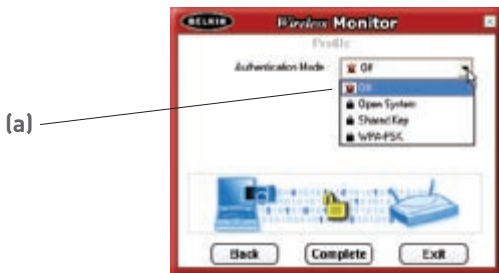 BELKIN Wireless Monitor
Profile
Authentication Mode: Off
(a)
Off
Open System
Shared Key
WPA-PSK
Back Complete Exit